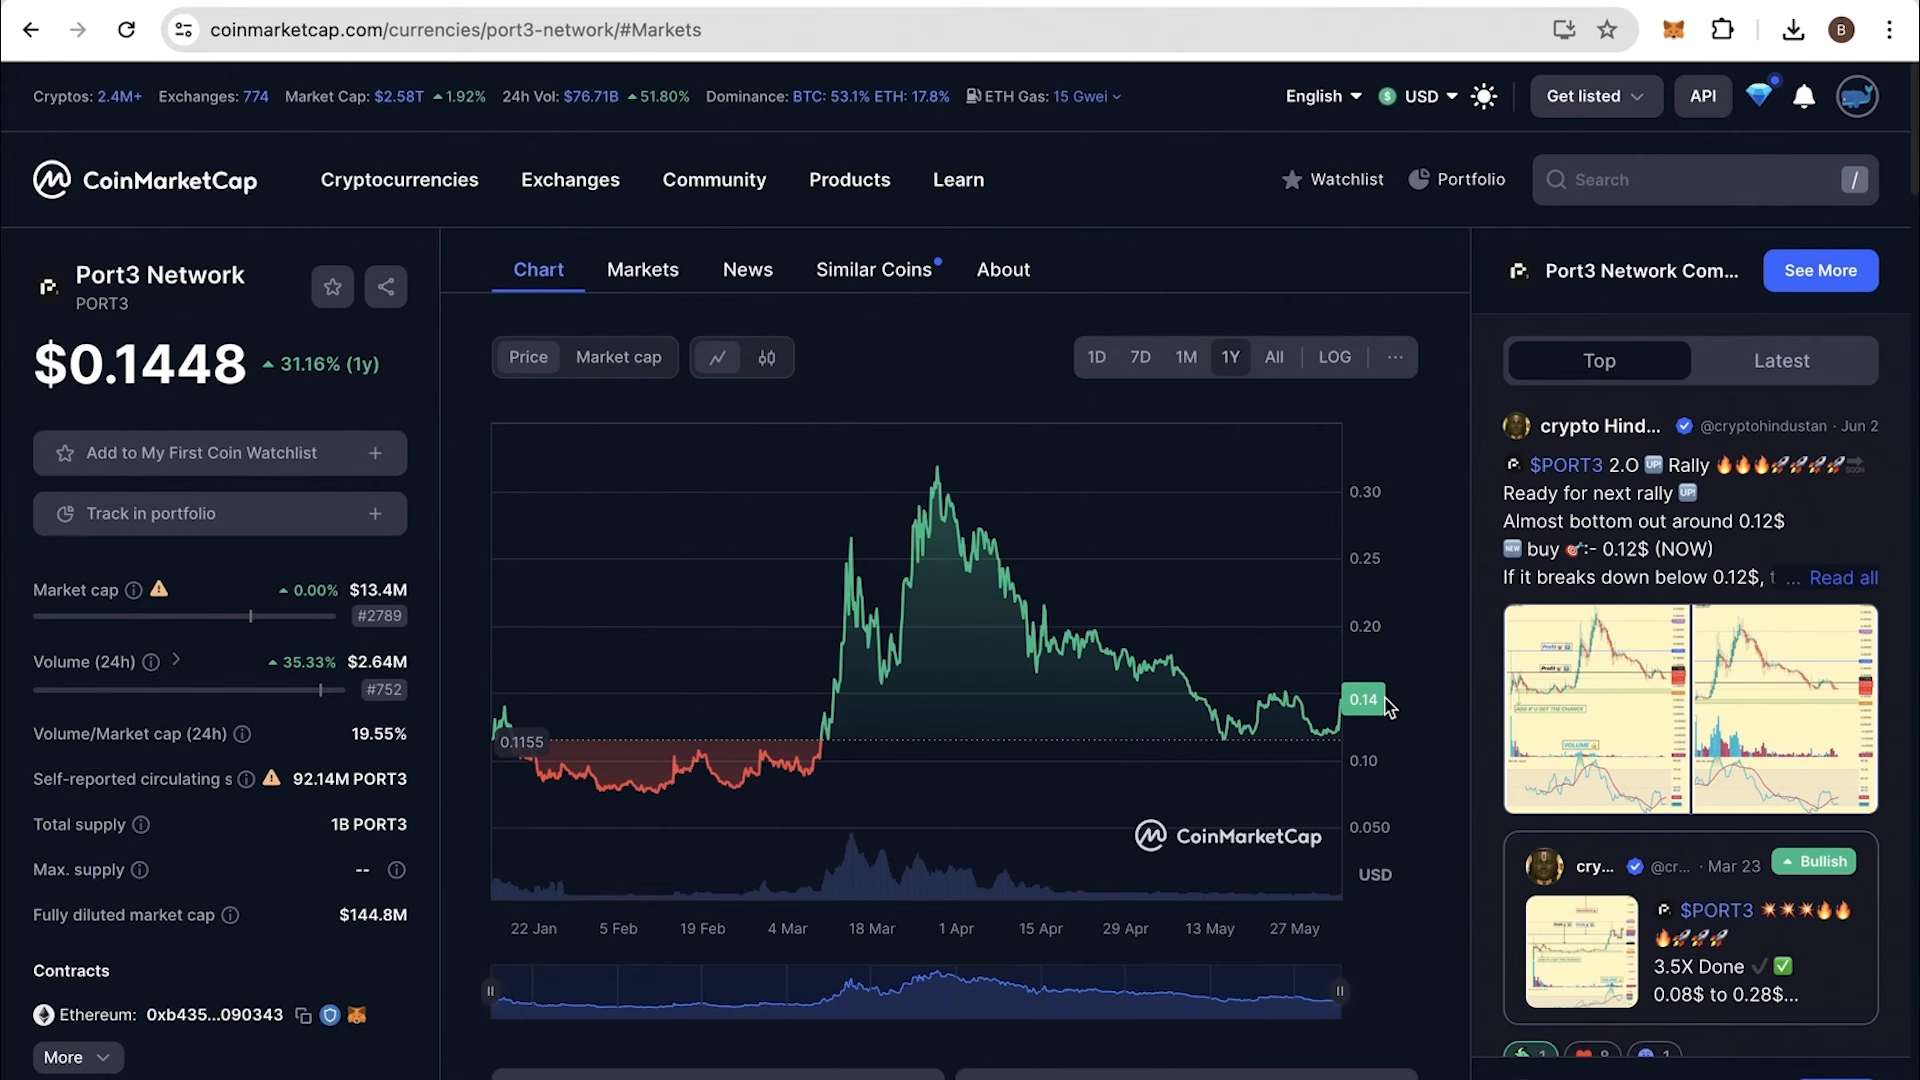 coinmarketcap.com/currencies/port3-network/#Markets
B
Cryptos: 2.4M+ Exchanges: 774 Market Cap: $2.58T 1.92% 24h Vol: $76.71B 51.80% Dominance: BTC: 53.1% ETH: 17.8% ETH Gas: 15 Gwei
English USD Get listed API
CoinMarketCap Cryptocurrencies Exchanges Community Products Learn Watchlist Portfolio Search /
Port3 Network
PORT3
$0.1448 31.16% (1y)
Add to My First Coin Watchlist +
Track in portfolio +
Market cap 0.00% $13.4M
#2789
Volume (24h) 35.33% $2.64M
#752
Volume/Market cap (24h) 19.55%
Self-reported circulating s 92.14M PORT3
Total supply 1B PORT3
Max. supply --
Fully diluted market cap $144.8M
Contracts
Ethereum: 0xb435...090343
More
Chart Markets News Similar Coins About
Price Market cap 1D 7D 1M 1Y All LOG ...
0.30
0.25
0.20
0.14
0.1155
0.10
0.050
CoinMarketCap
USD
22 Jan 5 Feb 19 Feb 4 Mar 18 Mar 1 Apr 15 Apr 29 Apr 13 May 27 May
Port3 Network Com... See More
Top Latest
crypto Hind... @cryptohindustan · Jun 2
$PORT3 2.O 🆙 Rally 🔥🔥🔥🚀🚀🚀🚀🔜
Ready for next rally 🆙
Almost bottom out around 0.12$
🆕 buy 🎯:- 0.12$ (NOW)
If it breaks down below 0.12$, t ... Read all
cry... @cr... · Mar 23 Bullish
$PORT3 💥💥💥🔥🔥
🔥🚀🚀🚀
3.5X Done ✔️✅
0.08$ to 0.28$...